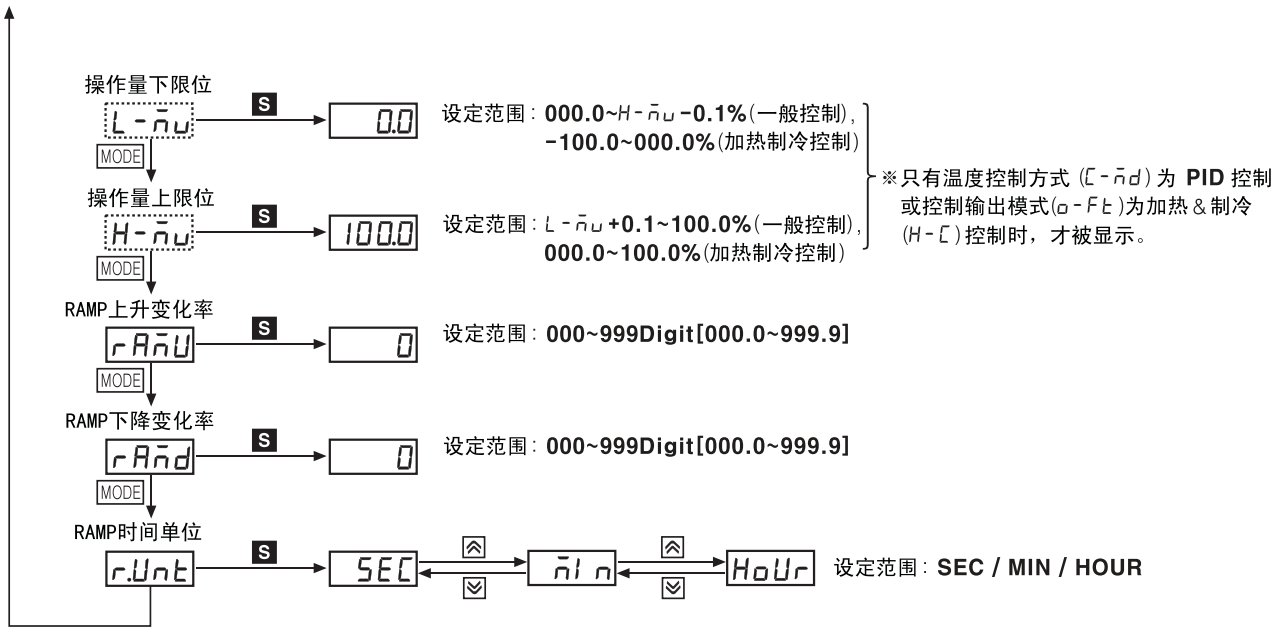 操作量下限位
L-m̄u S 0.0 设定范围: 000.0~H-m̄u-0.1%(一般控制),
-100.0~000.0%(加热制冷控制)
MODE
操作量上限位
H-m̄u S 100.0 设定范围: L-m̄u+0.1~100.0%(一般控制),
000.0~100.0%(加热制冷控制)
※只有温度控制方式 (C-m̄d)为 PID 控制
或控制输出模式(o-Ft)为加热&制冷
(H-C)控制时，才被显示。
MODE
RAMP上升变化率
rAm̄U S 0 设定范围: 000~999Digit[000.0~999.9]
MODE
RAMP下降变化率
rAm̄d S 0 设定范围: 000~999Digit[000.0~999.9]
MODE
RAMP时间单位
r.Unt S SEC m̄In HoUr 设定范围: SEC / MIN / HOUR